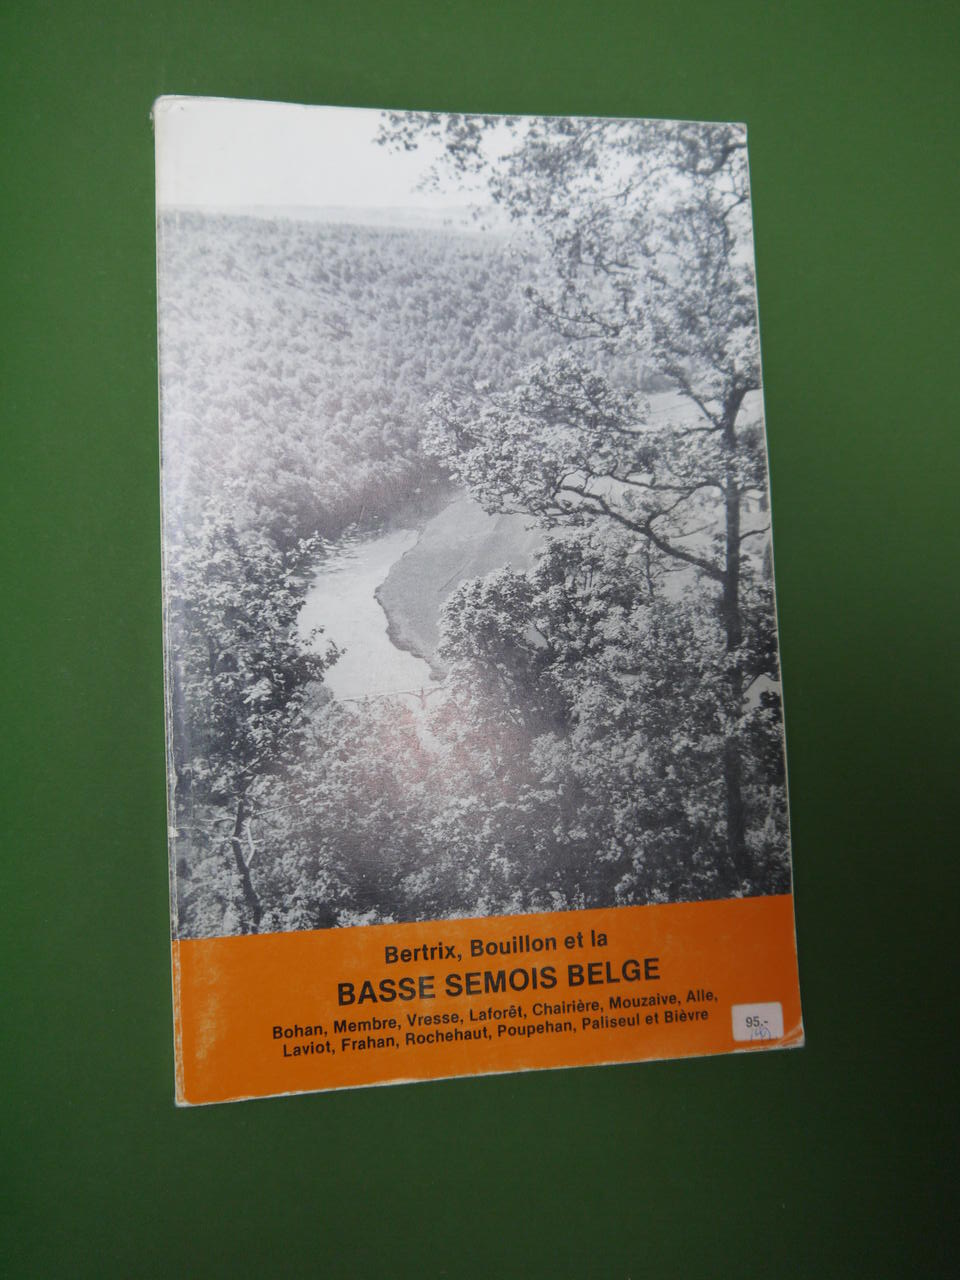 Bertrix, Bouillon et la
BASSE SEMOIS BELGE
Bohan, Membre, Vresse, Laforêt, Chairière, Mouzaive, Alle,
Laviot, Frahan, Rochehaut, Poupehan, Paliseul et Bièvre
95.-